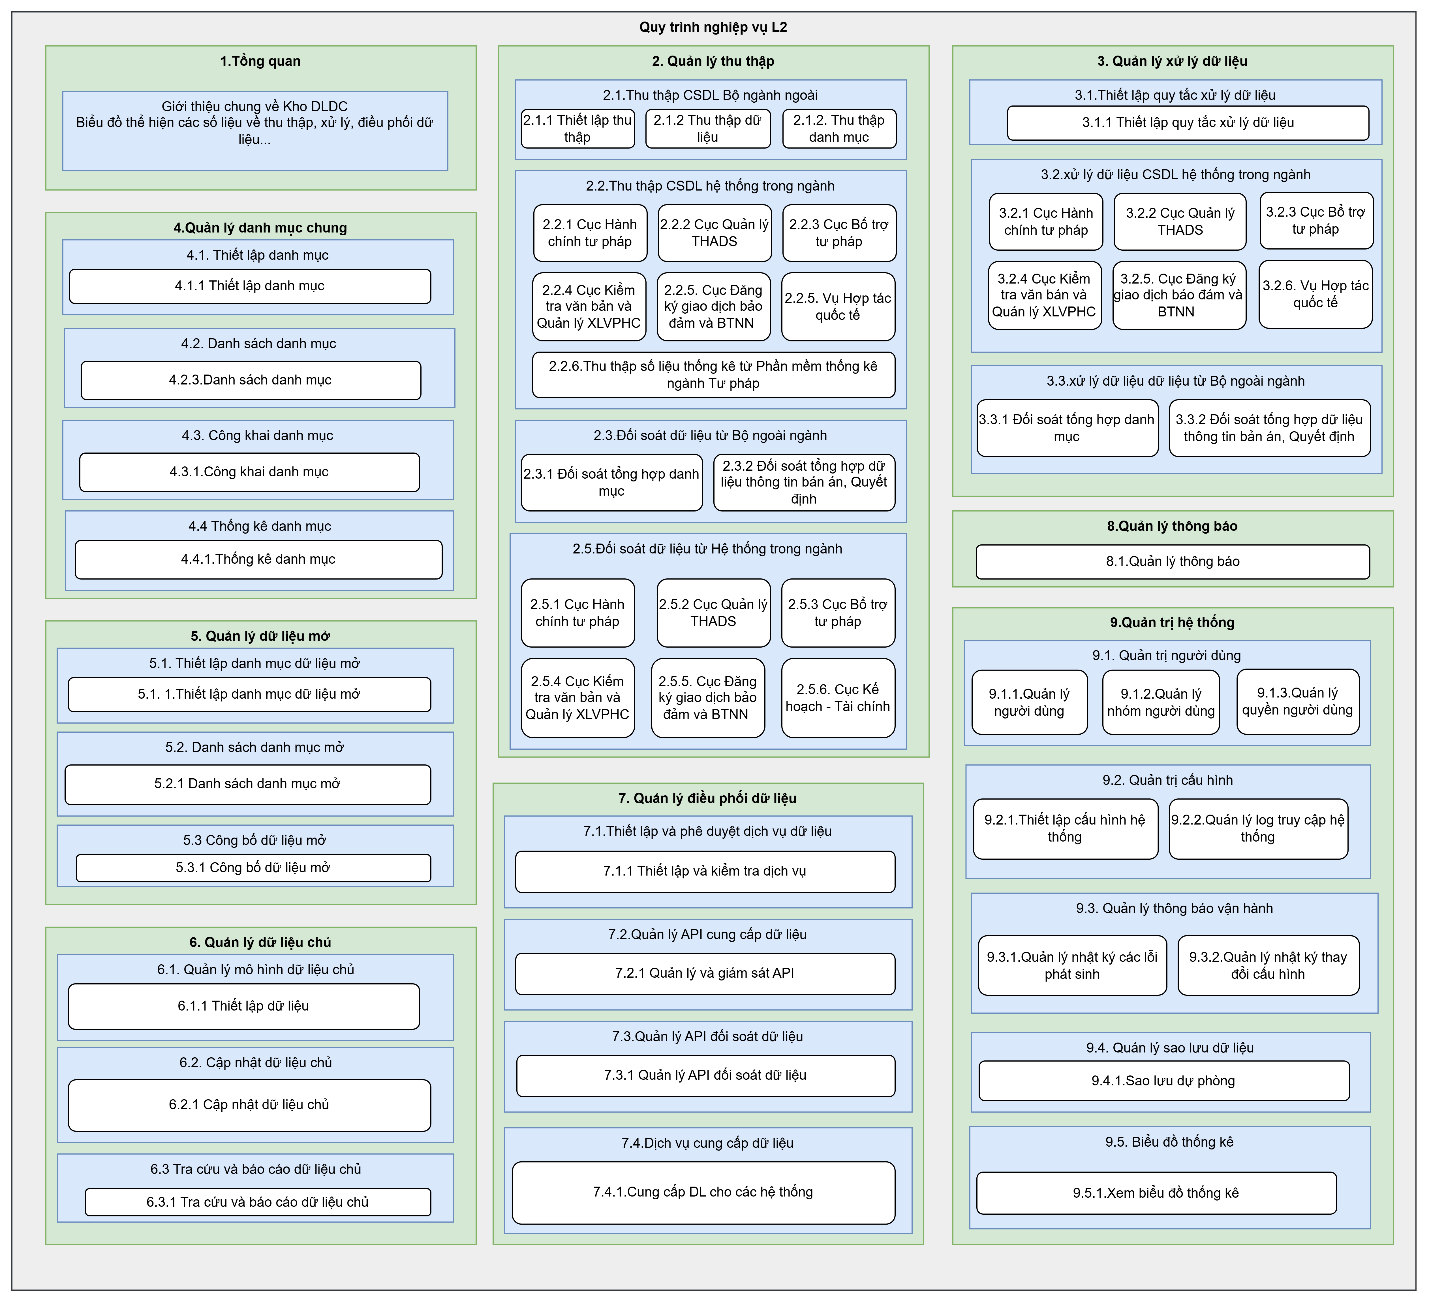 Quy trình nghiệp vụ L2
1.Tổng quan
Giới thiệu chung về Kho DLDC
Biểu đồ thể hiện các số liệu về thu thập, xử lý, điều phối dữ
liệu...
4.Quản lý danh mục chung
4.1. Thiết lập danh mục
4.1.1 Thiết lập danh mục
4.2. Danh sách danh mục
4.2.3.Danh sách danh mục
4.3. Công khai danh mục
4.3.1.Công khai danh mục
4.4 Thống kê danh mục
4.4.1.Thống kê danh mục
5. Quản lý dữ liệu mở
5.1. Thiết lập danh mục dữ liệu mở
5.1. 1.Thiết lập danh mục dữ liệu mở
5.2. Danh sách danh mục mở
5.2.1 Danh sách danh mục mở
5.3 Công bố dữ liệu mở
5.3.1 Công bố dữ liệu mở
6. Quản lý dữ liệu chủ
6.1. Quản lý mô hình dữ liệu chủ
6.1.1 Thiết lập dữ liệu
6.2. Cập nhật dữ liệu chủ
6.2.1 Cập nhật dữ liệu chủ
6.3 Tra cứu và báo cáo dữ liệu chủ
6.3.1 Tra cứu và báo cáo dữ liệu chủ
2. Quản lý thu thập
2.1.Thu thập CSDL Bộ ngành ngoài
2.1.1 Thiết lập thu
thập
2.1.2 Thu thập dữ
liệu
2.1.2. Thu thập
danh mục
2.2.Thu thập CSDL hệ thống trong ngành
2.2.1 Cục Hành
chính tư pháp
2.2.2 Cục Quản lý
THADS
2.2.3 Cục Bổ trợ
tư pháp
2.2.4 Cục Kiểm
tra văn bản và
Quản lý XLVPHC
2.2.5. Cục Đăng
ký giao dịch bảo
đảm và BTNN
2.2.5. Vụ Hợp tác
quốc tế
2.2.6.Thu thập số liệu thống kê từ Phần mềm thống kê
ngành Tư pháp
2.3.Đối soát dữ liệu từ Bộ ngoài ngành
2.3.1 Đối soát tổng hợp danh
mục
2.3.2 Đối soát tổng hợp dữ
liệu thông tin bản án, Quyết
định
2.5.Đối soát dữ liệu từ Hệ thống trong ngành
2.5.1 Cục Hành
chính tư pháp
2.5.2 Cục Quản lý
THADS
2.5.3 Cục Bổ trợ
tư pháp
2.5.4 Cục Kiểm
tra văn bản và
Quản lý XLVPHC
2.5.5. Cục Đăng
ký giao dịch bảo
đảm và BTNN
2.5.6. Cục Kế
hoạch - Tài chính
7. Quản lý điều phối dữ liệu
7.1.Thiết lập và phê duyệt dịch vụ dữ liệu
7.1.1 Thiết lập và kiểm tra dịch vụ
7.2.Quản lý API cung cấp dữ liệu
7.2.1 Quản lý và giám sát API
7.3.Quản lý API đối soát dữ liệu
7.3.1 Quản lý API đối soát dữ liệu
7.4.Dịch vụ cung cấp dữ liệu
7.4.1.Cung cấp DL cho các hệ thống
3. Quản lý xử lý dữ liệu
3.1.Thiết lập quy tắc xử lý dữ liệu
3.1.1 Thiết lập quy tắc xử lý dữ liệu
3.2.xử lý dữ liệu CSDL hệ thống trong ngành
3.2.1 Cục Hành
chính tư pháp
3.2.2 Cục Quản lý
THADS
3.2.3 Cục Bổ trợ
tư pháp
3.2.4 Cục Kiểm
tra văn bản và
Quản lý XLVPHC
3.2.5. Cục Đăng ký
giao dịch bảo đảm và
BTNN
3.2.6. Vụ Hợp tác
quốc tế
3.3.xử lý dữ liệu dữ liệu từ Bộ ngoài ngành
3.3.1 Đối soát tổng hợp danh
mục
3.3.2 Đối soát tổng hợp dữ liệu
thông tin bản án, Quyết định
8.Quản lý thông báo
8.1.Quản lý thông báo
9.Quản trị hệ thống
9.1. Quản trị người dùng
9.1.1.Quản lý
người dùng
9.1.2.Quản lý
nhóm người dùng
9.1.3.Quản lý
quyền người dùng
9.2. Quản trị cấu hình
9.2.1.Thiết lập cấu hình hệ
thống
9.2.2.Quản lý log truy cập hệ
thống
9.3. Quản lý thông báo vận hành
9.3.1.Quản lý nhật ký các lỗi
phát sinh
9.3.2.Quản lý nhật ký thay
đổi cấu hình
9.4. Quản lý sao lưu dữ liệu
9.4.1.Sao lưu dự phòng
9.5. Biểu đồ thống kê
9.5.1.Xem biểu đồ thống kê